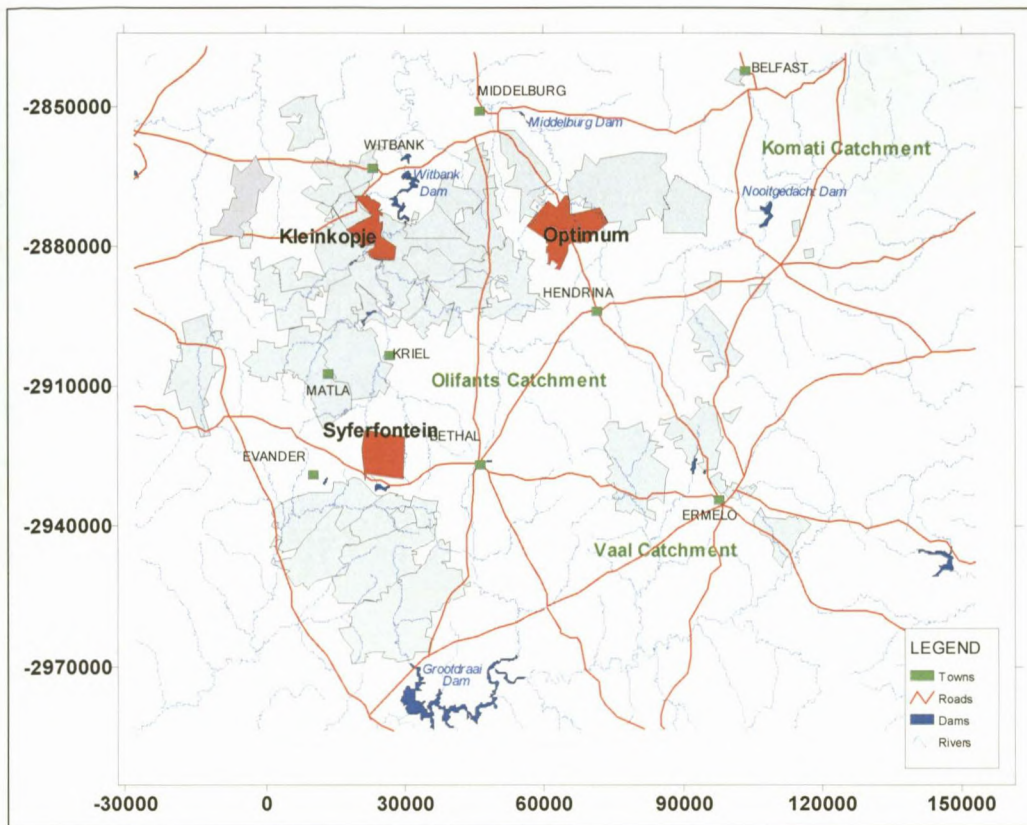 BELFAST
-2850000
MIDDELBURG
Middelburg Dam
WITBANK
Komati Catchment
Witbank
Dam
Nooitgedacht Dam
-2880000
Kleinkopje
Optimum
HENDRINA
KRIEL
-2910000
MATLA
Olifants Catchment
Syferfontein
BETHAL
EVANDER
-2940000
ERMELO
Vaal Catchment
LEGEND
Towns
Roads
Dams
Rivers
-2970000
Grootdraai
Dam
-30000
0
30000
60000
90000
120000
150000